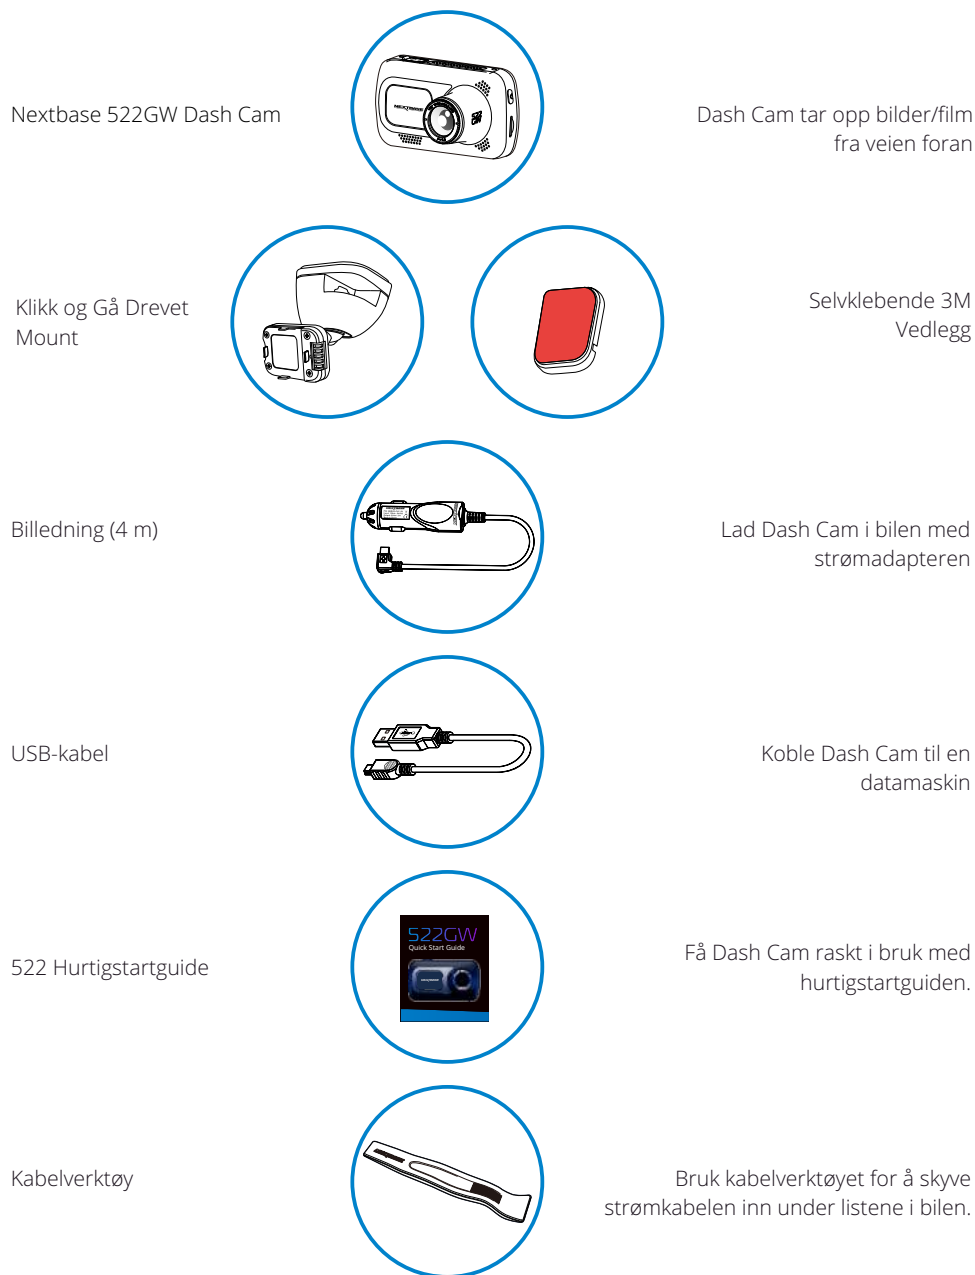 Nextbase 522GW Dash Cam
NEXTBASE
Dash Cam tar opp bilder/film
fra veien foran
Klikk og Gå Drevet
Mount
Selvklebende 3M
Vedlegg
Billedning (4 m)
Lad Dash Cam i bilen med
strømadapteren
USB-kabel
Koble Dash Cam til en
datamaskin
522 Hurtigstartguide
522GW
Quick Start Guide
Få Dash Cam raskt i bruk med
hurtigstartguiden.
Kabelverktøy
Bruk kabelverktøyet for å skyve
strømkabelen inn under listene i bilen.